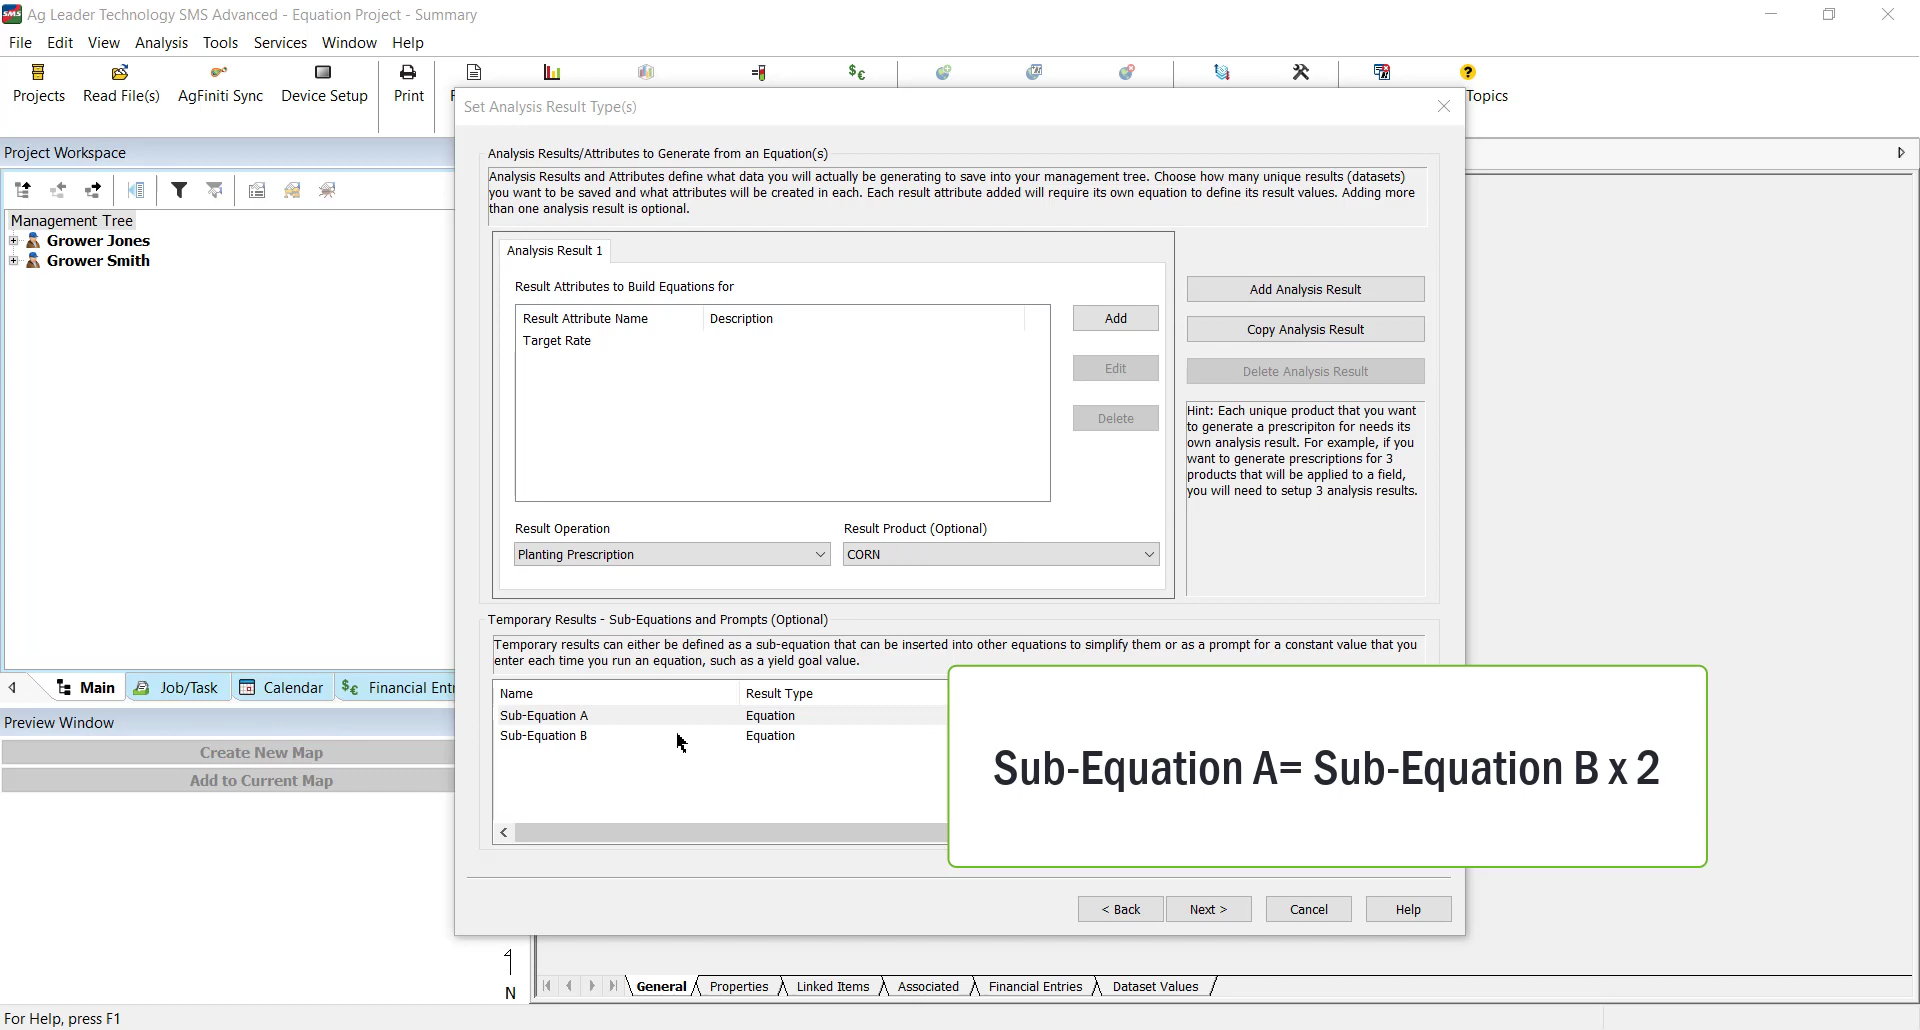 SMS Ag Leader Technology SMS Advanced - Equation Project - Summary
File Edit View Analysis Tools Services Window Help
Projects Read File(s) AgFiniti Sync Device Setup Print Topics
Set Analysis Result Type(s)
Project Workspace
Management Tree
Grower Jones
Grower Smith
Analysis Results/Attributes to Generate from an Equation(s)
Analysis Results and Attributes define what data you will actually be generating to save into your management tree. Choose how many unique results (datasets)
you want to be saved and what attributes will be created in each. Each result attribute added will require its own equation to define its result values. Adding more
than one analysis result is optional.
Analysis Result 1
Result Attributes to Build Equations for
Result Attribute Name Description
Target Rate
Add
Edit
Delete
Add Analysis Result
Copy Analysis Result
Delete Analysis Result
Hint: Each unique product that you want
to generate a prescripiton for needs its
own analysis result. For example, if you
want to generate prescriptions for 3
products that will be applied to a field,
you will need to setup 3 analysis results.
Result Operation Result Product (Optional)
Planting Prescription CORN
Temporary Results - Sub-Equations and Prompts (Optional)
Temporary results can either be defined as a sub-equation that can be inserted into other equations to simplify them or as a prompt for a constant value that you
enter each time you run an equation, such as a yield goal value.
Name Result Type
Sub-Equation A Equation
Sub-Equation B Equation
Sub-Equation A= Sub-Equation B x 2
Main Job/Task Calendar Financial Ent
Preview Window
Create New Map
Add to Current Map
< Back Next > Cancel Help
N
General Properties Linked Items Associated Financial Entries Dataset Values
For Help, press F1